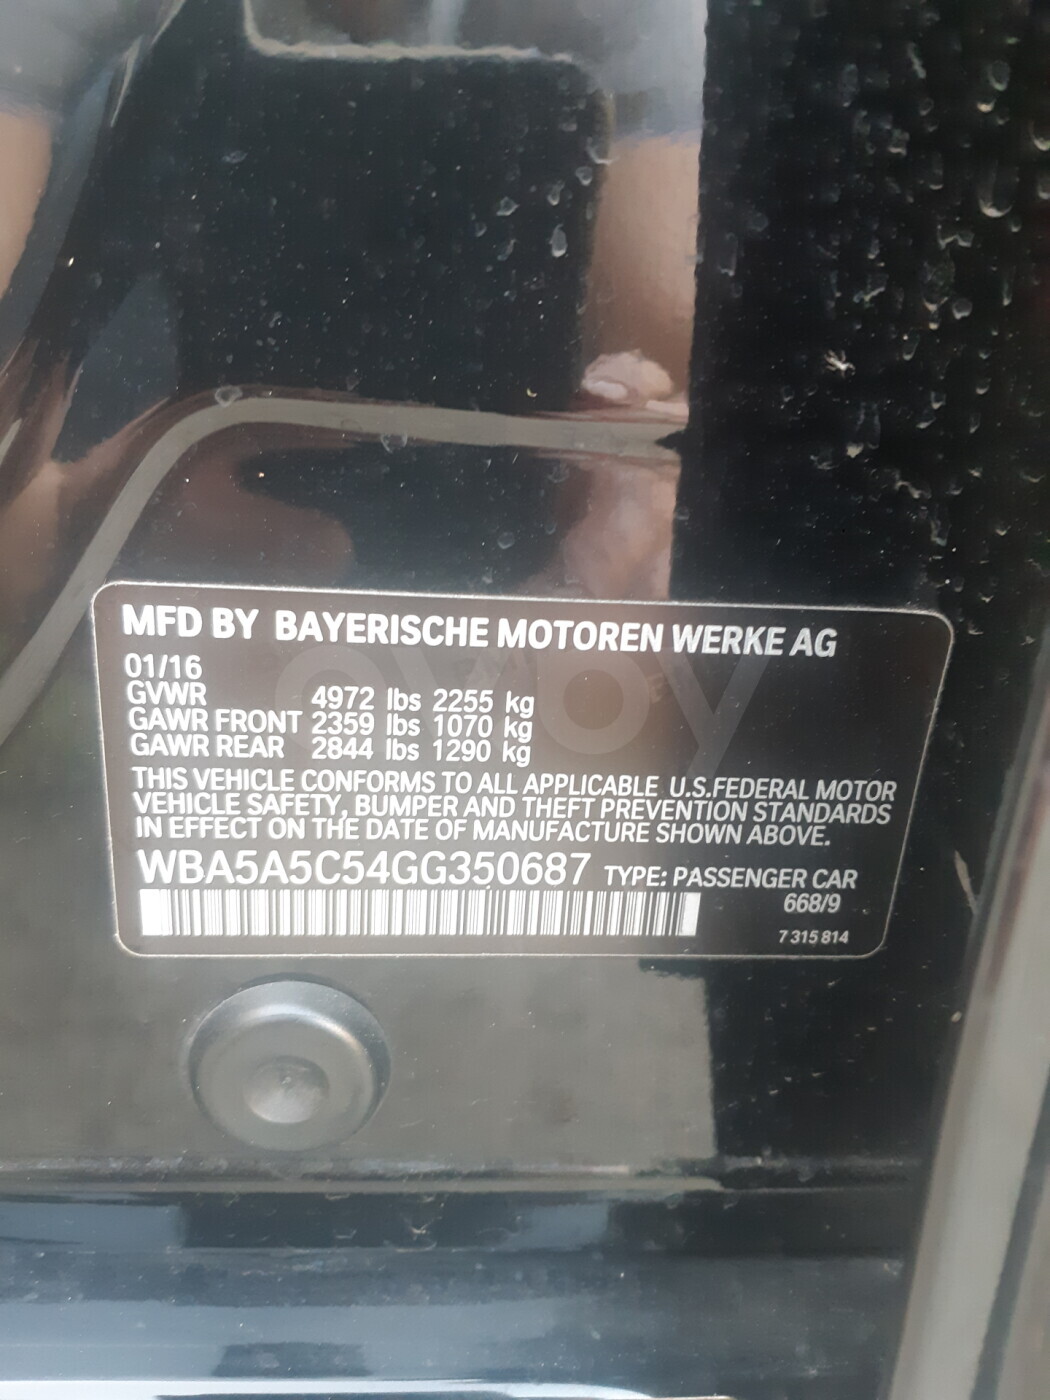 MFD BY BAYERISCHE MOTOREN WERKE AG
01/16
GVWR 4972 lbs 2255 kg
GAWR FRONT 2359 lbs 1070 kg
GAWR REAR 2844 lbs 1290 kg
THIS VEHICLE CONFORMS TO ALL APPLICABLE U.S.FEDERAL MOTOR
VEHICLE SAFETY, BUMPER AND THEFT PREVENTION STANDARDS
IN EFFECT ON THE DATE OF MANUFACTURE SHOWN ABOVE.
WBA5A5C54GG350687 TYPE: PASSENGER CAR
668/9
7 315 814